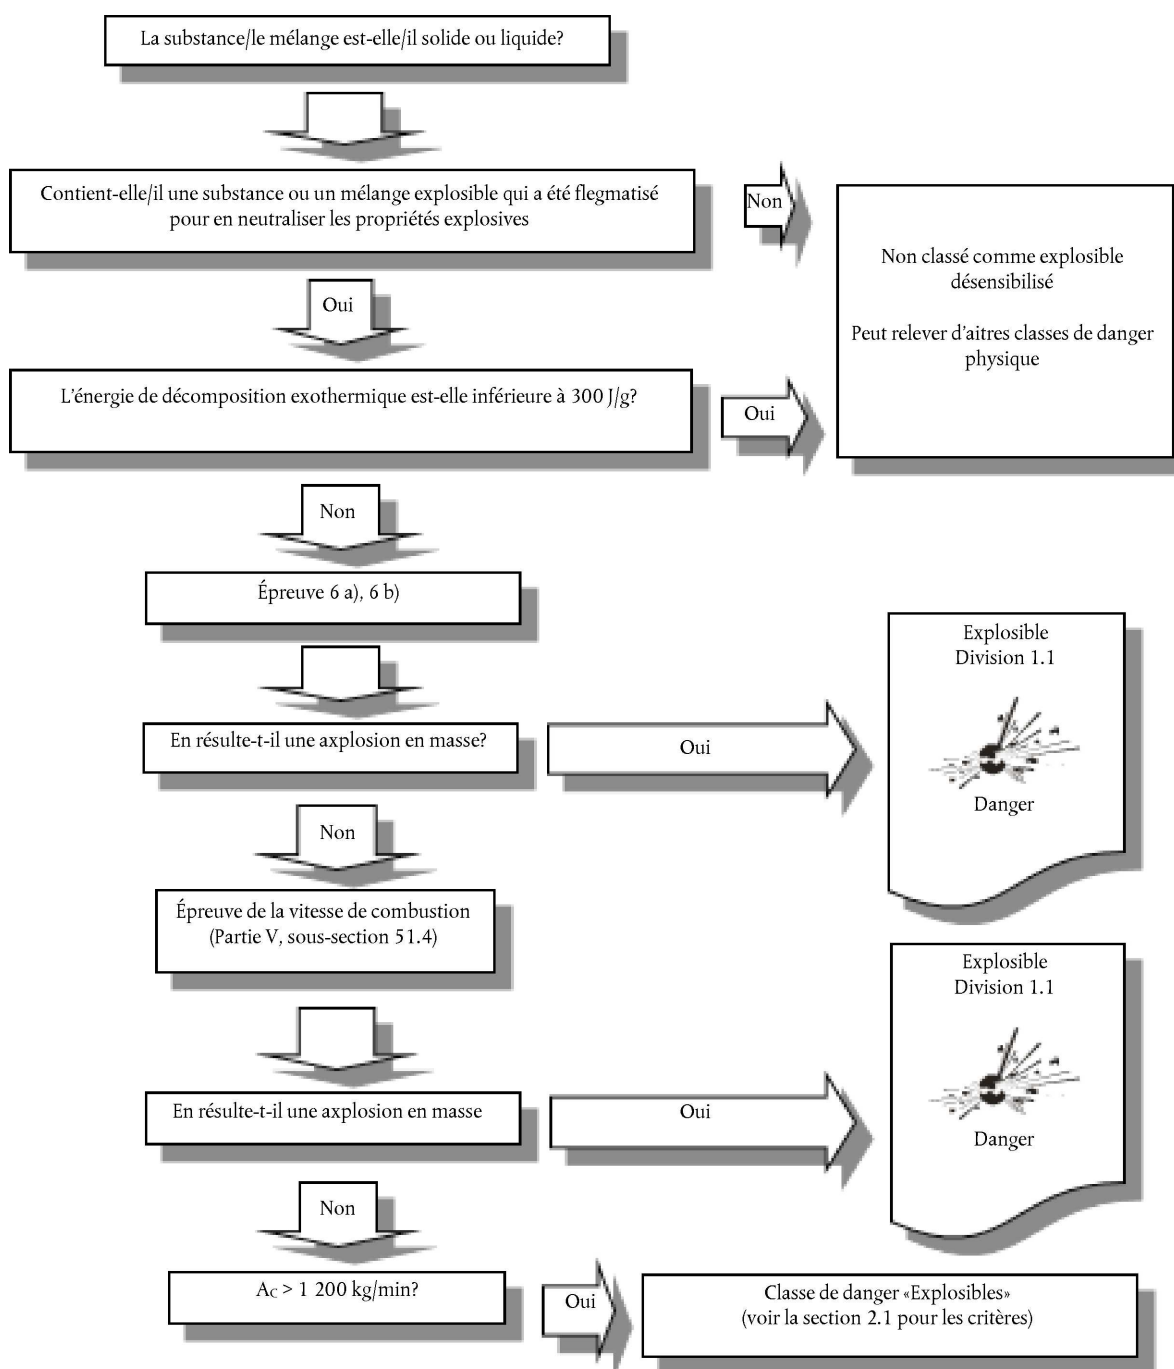 La substance/le mélange est-elle/il solide ou liquide?
Contient-elle/il une substance ou un mélange explosible qui a été flegmatisé
pour en neutraliser les propriétés explosives
Non
Non classé comme explosible
désensibilisé
Peut relever d'aitres classes de danger
physique
Oui
L'énergie de décomposition exothermique est-elle inférieure à 300 J/g?
Oui
Non
Épreuve 6 a), 6 b)
En résulte-t-il une axplosion en masse?
Oui
Explosible
Division 1.1
Danger
Non
Épreuve de la vitesse de combustion
(Partie V, sous-section 51.4)
En résulte-t-il une axplosion en masse
Oui
Explosible
Division 1.1
Danger
Non
Ac > 1 200 kg/min?
Oui
Classe de danger «Explosibles»
(voir la section 2.1 pour les critères)